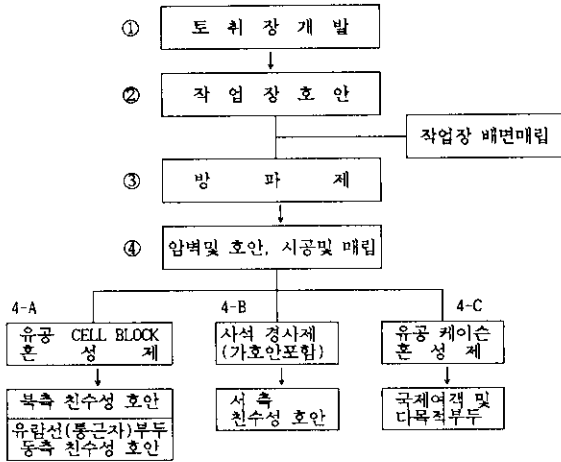 ① 토 취 장 개 발
② 작 업 장 호 안
작업장 배면매립
③ 방 파 제
④ 암벽및 호안, 시공및 매립
4-A
4-B
4-C
유공 CELL BLOCK
혼 성 제
사석 경사제
(가호안포함)
유공 케이슨
혼 성 제
북측 친수성 호안
유람선(통근자)부두
동측 친수성 호안
서 측
친수성 호안
국제여객 및
다목적부두